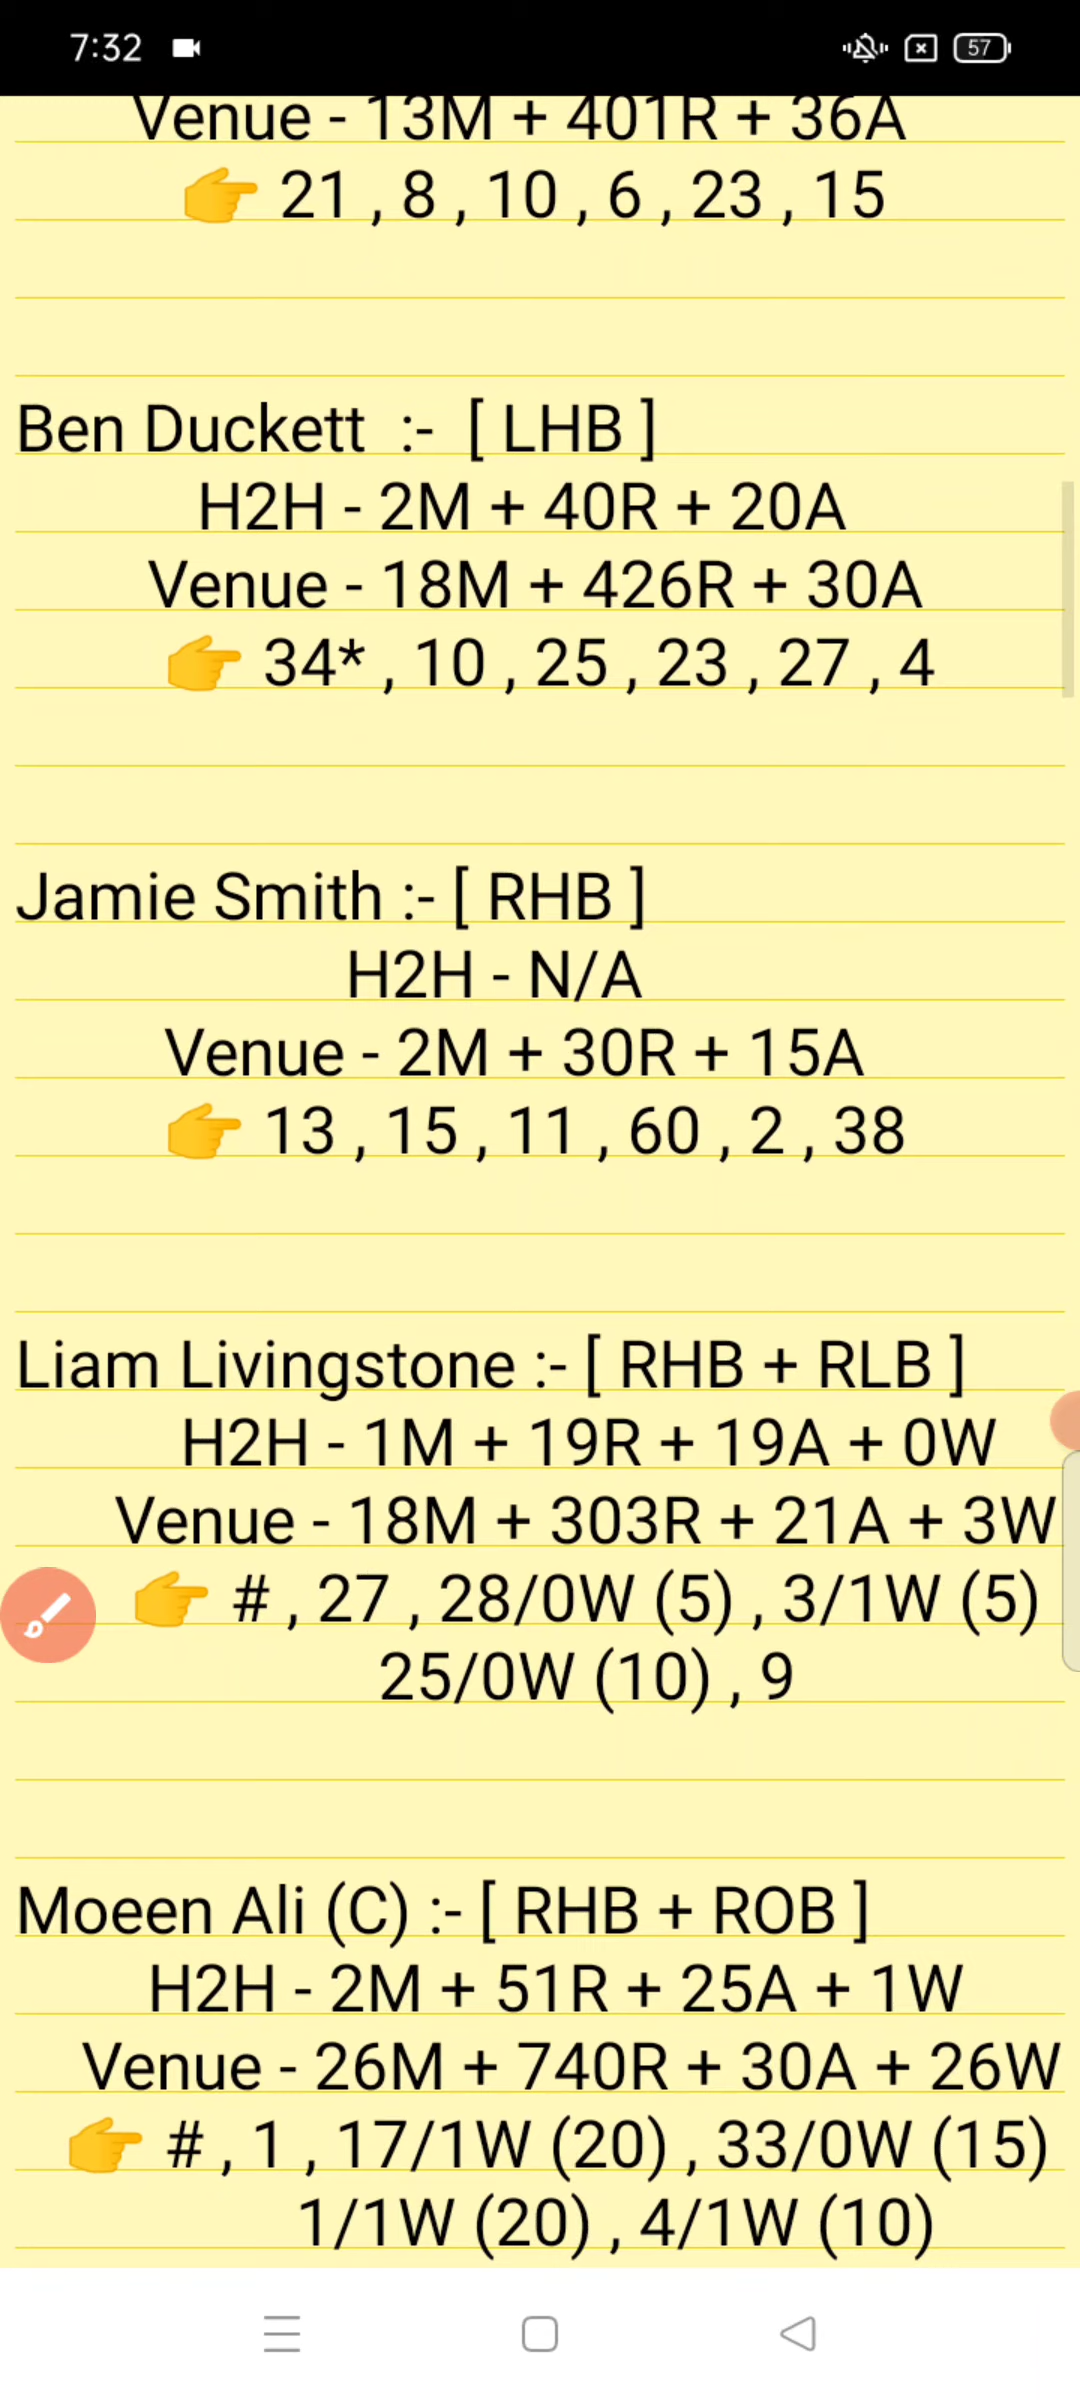 7:32
57
Venue - 13M + 401R + 36A
👉 21 , 8 , 10 , 6 , 23 , 15
Ben Duckett :- [ LHB ]
H2H - 2M + 40R + 20A
Venue - 18M + 426R + 30A
👉 34* , 10 , 25 , 23 , 27 , 4
Jamie Smith :- [ RHB ]
H2H - N/A
Venue - 2M + 30R + 15A
👉 13 , 15 , 11 , 60 , 2 , 38
Liam Livingstone :- [ RHB + RLB ]
H2H - 1M + 19R + 19A + 0W
Venue - 18M + 303R + 21A + 3W
👉 # , 27 , 28/0W (5) , 3/1W (5)
25/0W (10) , 9
Moeen Ali (C) :- [ RHB + ROB ]
H2H - 2M + 51R + 25A + 1W
Venue - 26M + 740R + 30A + 26W
👉 # , 1 , 17/1W (20) , 33/0W (15)
1/1W (20) , 4/1W (10)